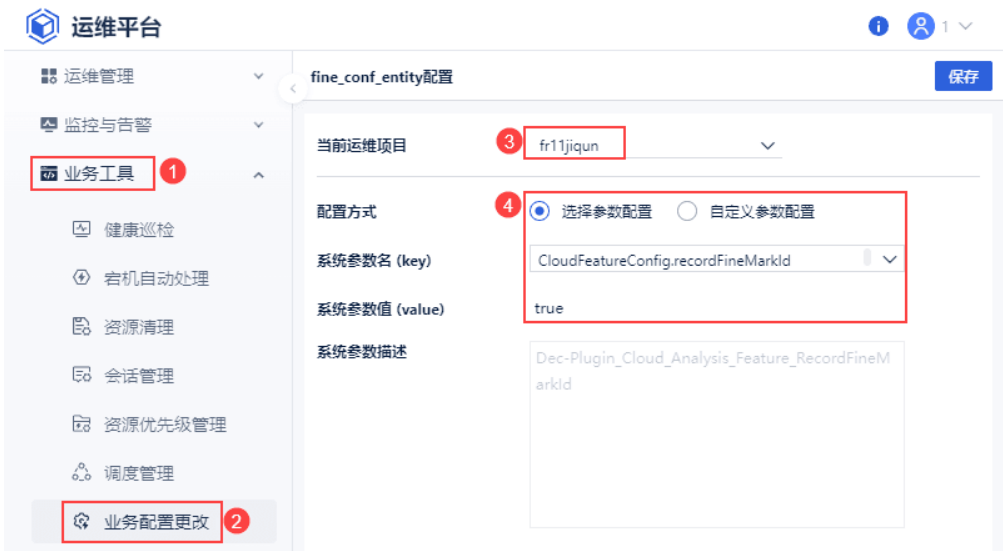 运维平台
1
运维管理
监控与告警
业务工具 1
健康巡检
宕机自动处理
资源清理
会话管理
资源优先级管理
调度管理
业务配置更改 2
fine_conf_entity配置
保存
当前运维项目 3 fr11jiqun
配置方式 4 选择参数配置 自定义参数配置
系统参数名 (key) CloudFeatureConfig.recordFineMarkId
系统参数值 (value) true
系统参数描述 Dec-Plugin_Cloud_Analysis_Feature_RecordFineM
arkId